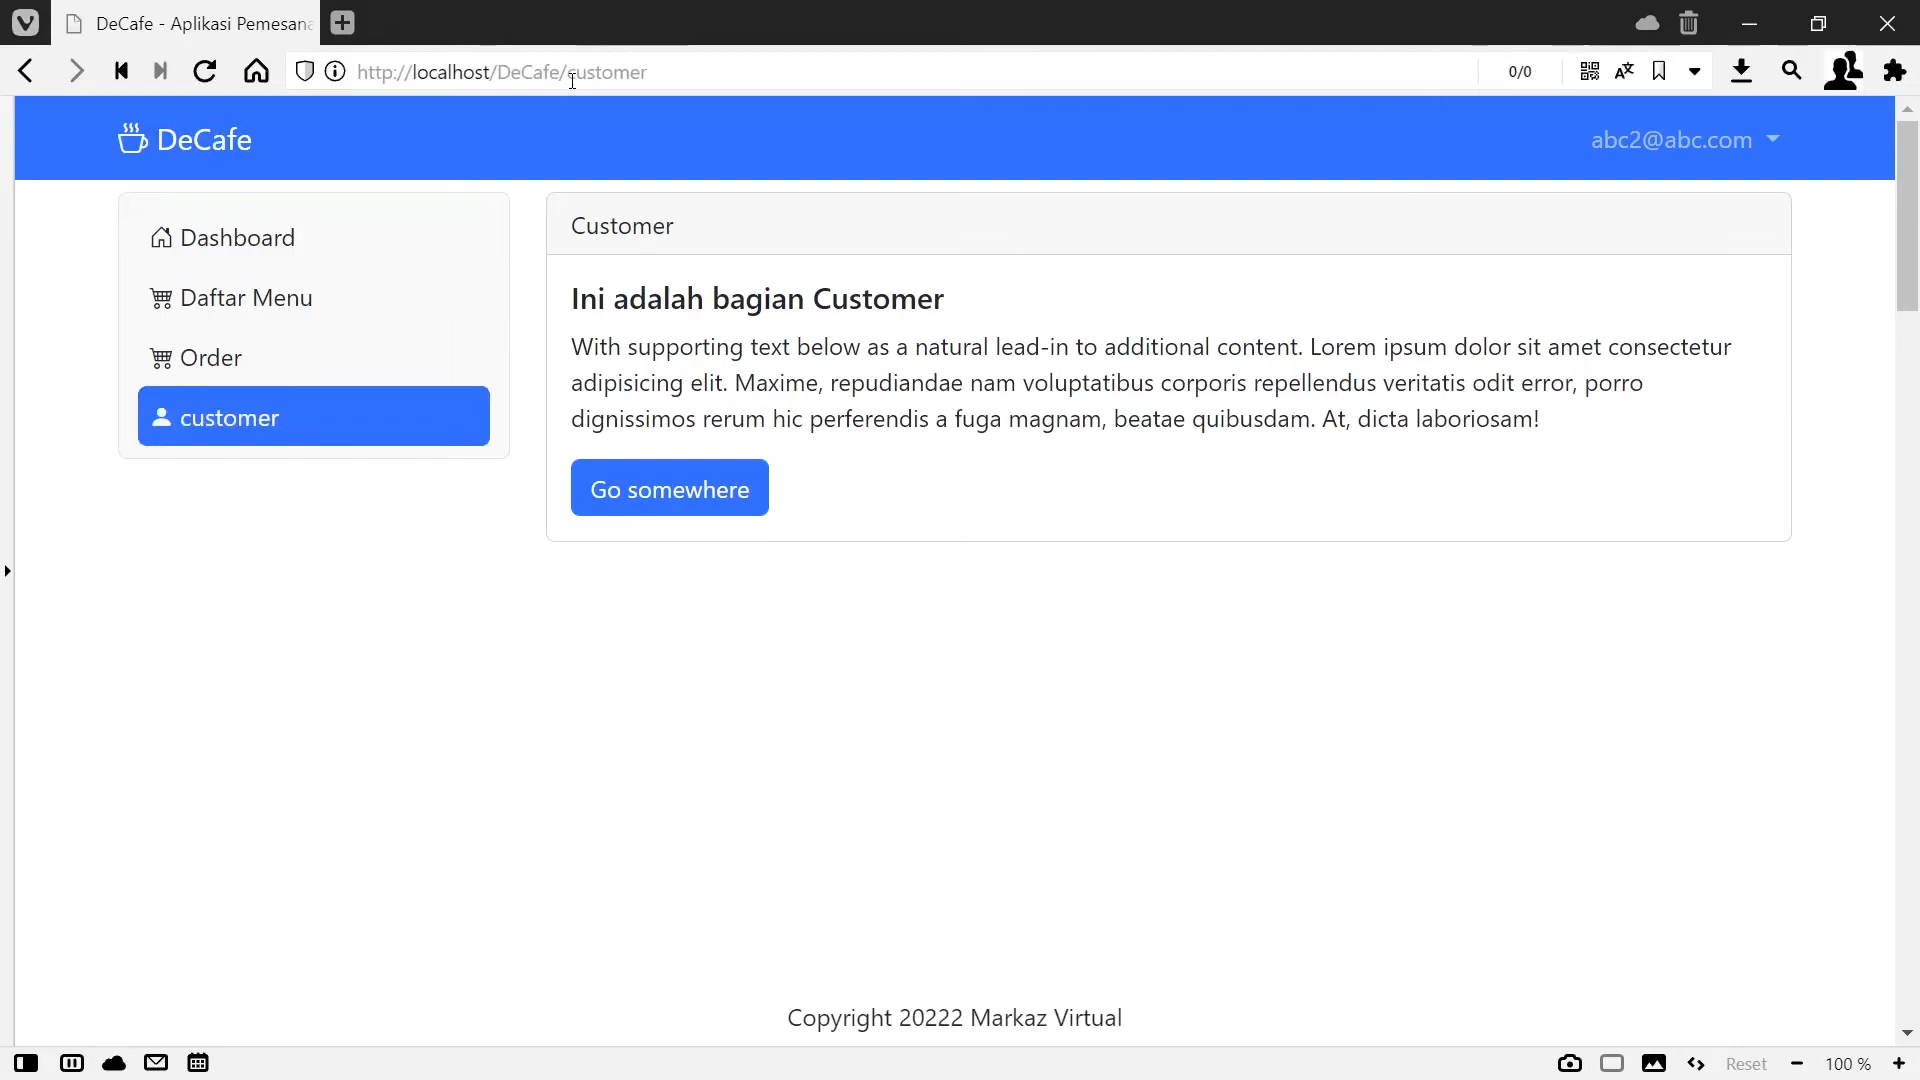 DeCafe - Aplikasi Pemesana
http://localhost/DeCafe/customer
0/0
DeCafe
abc2@abc.com
Dashboard
Daftar Menu
Order
customer
Customer
Ini adalah bagian Customer
With supporting text below as a natural lead-in to additional content. Lorem ipsum dolor sit amet consectetur
adipisicing elit. Maxime, repudiandae nam voluptatibus corporis repellendus veritatis odit error, porro
dignissimos rerum hic perferendis a fuga magnam, beatae quibusdam. At, dicta laboriosam!
Go somewhere
Copyright 20222 Markaz Virtual
Reset
100 %